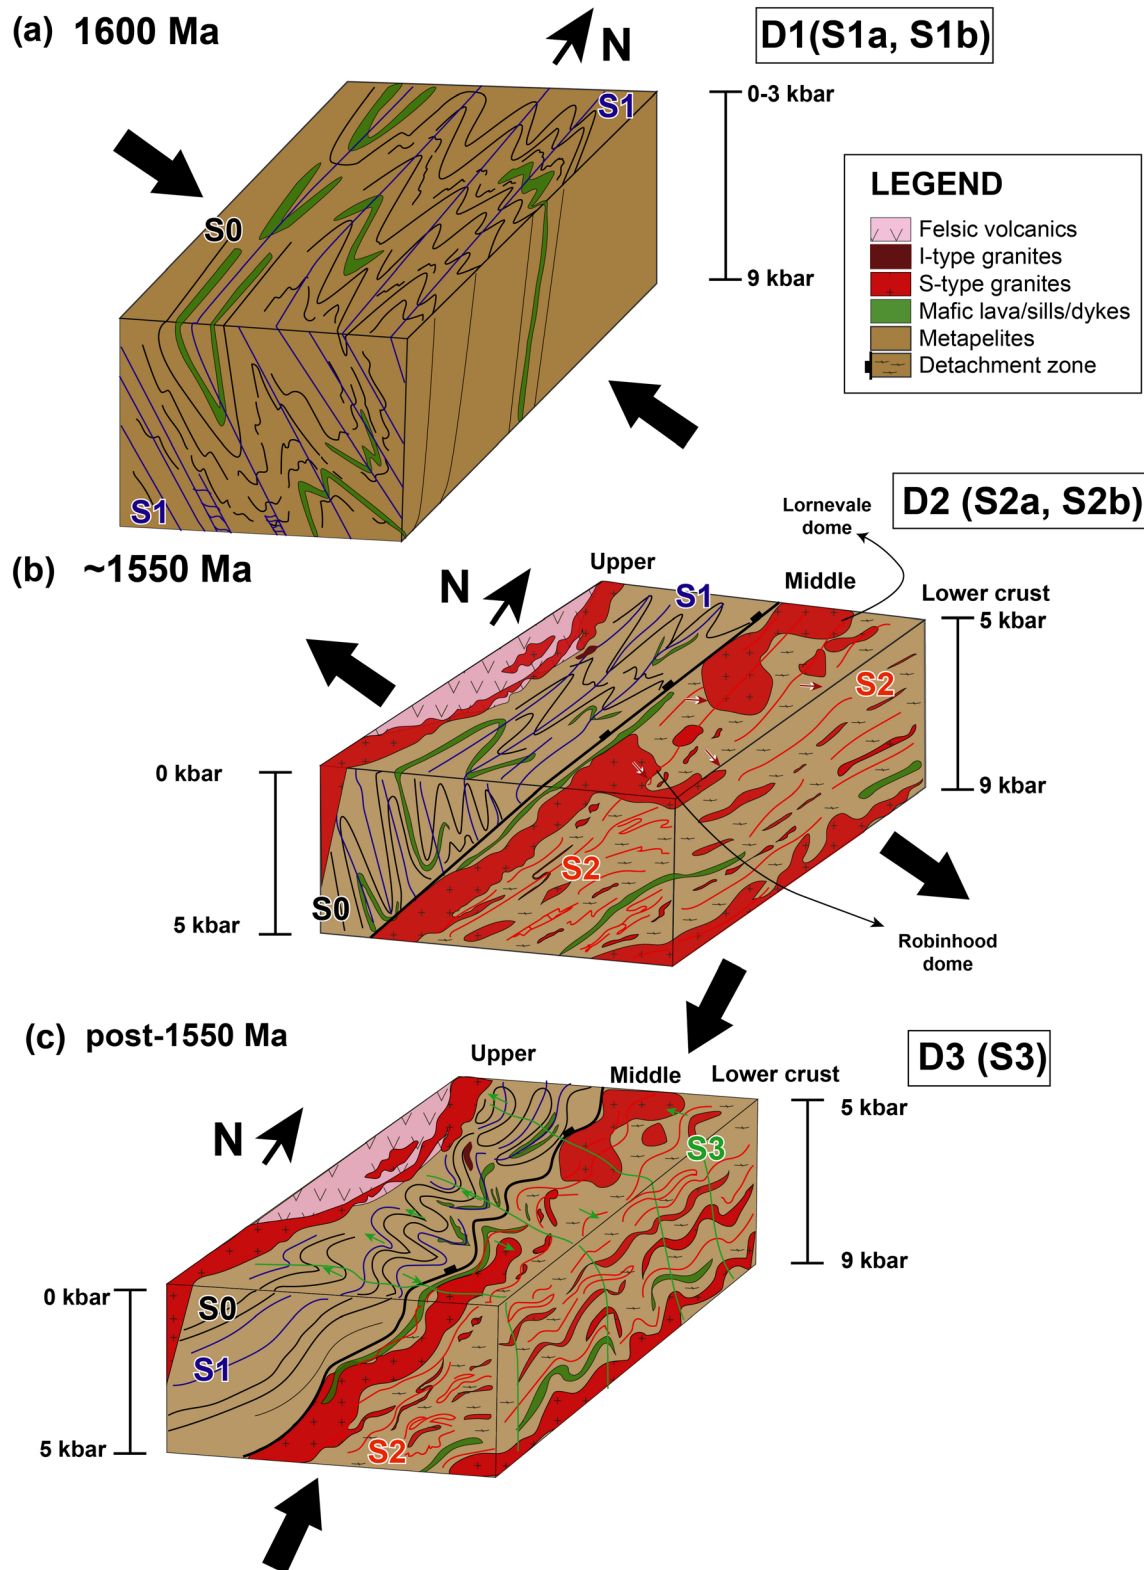 (a) 1600 Ma
N
D1(S1a, S1b)
S1
0-3 kbar
S0
9 kbar
S1
LEGEND
Felsic volcanics
I-type granites
S-type granites
Mafic lava/sills/dykes
Metapelites
Detachment zone
D2 (S2a, S2b)
Lornevale
dome
(b) ~1550 Ma
N
Upper
Middle
Lower crust
S1
5 kbar
S2
0 kbar
9 kbar
S2
S0
5 kbar
Robinhood
dome
(c) post-1550 Ma
D3 (S3)
Upper
Middle
Lower crust
N
5 kbar
S3
9 kbar
0 kbar
S0
S1
5 kbar
S2